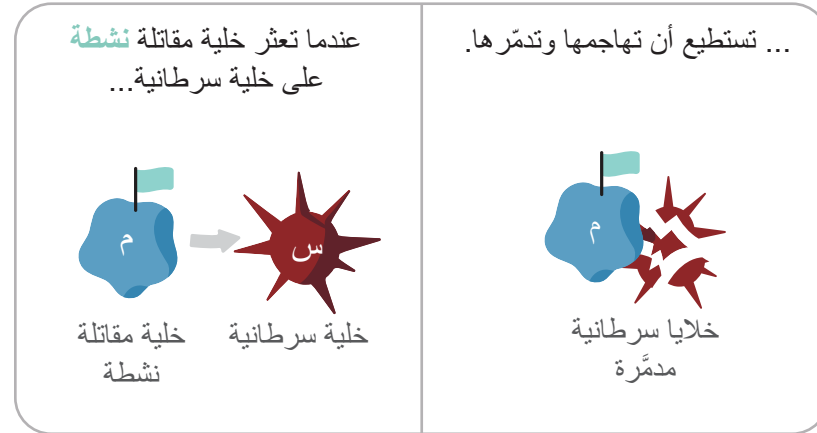 عندما تعثر خلية مقاتلة نشطة
على خلية سرطانية...
م
س
خلية مقاتلة
نشطة
خلية سرطانية
... تستطيع أن تهاجمها وتدمّرها.
م
خلايا سرطانية
مدمَّرة